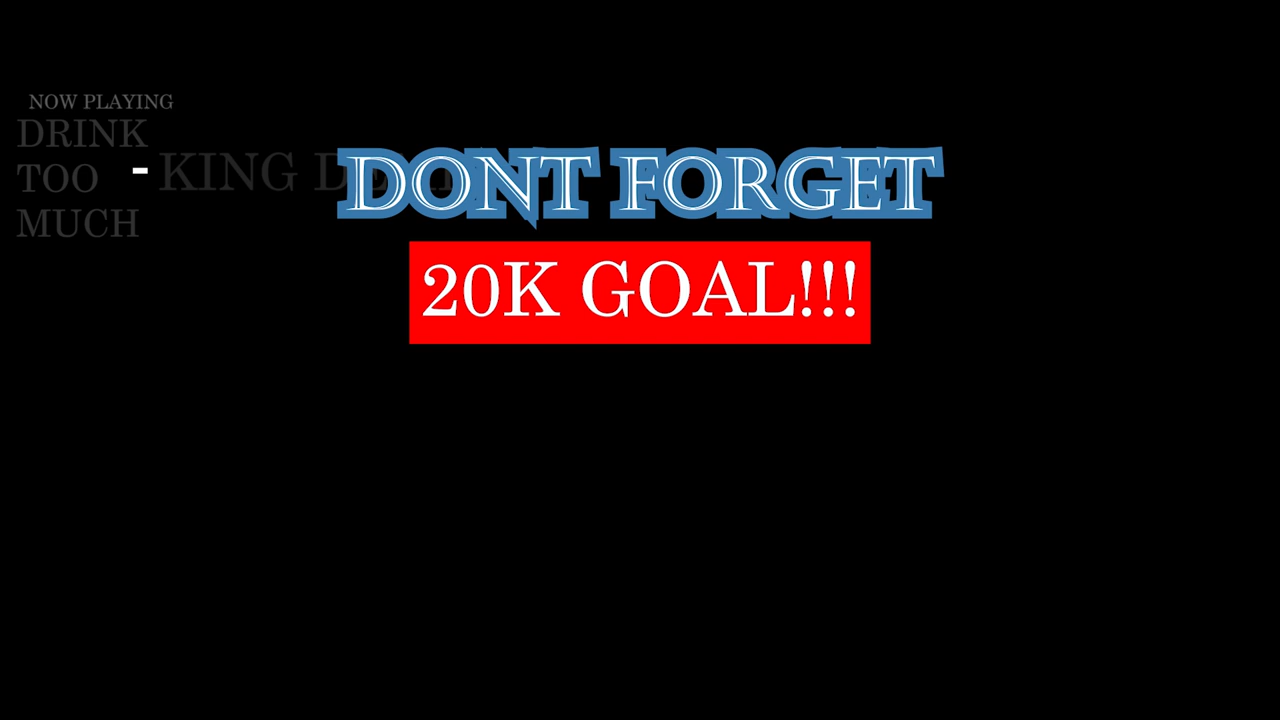 NOW PLAYING
DRINK
TOO
MUCH
- KING
DONT FORGET
20K GOAL!!!